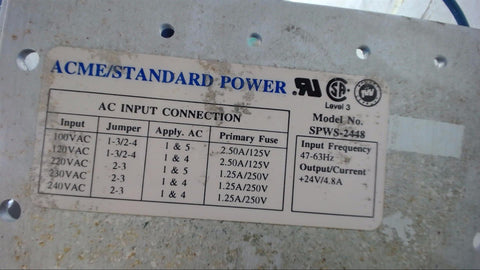 ACME/STANDARD POWER
Level 3
Model No.
SPWS-2448
AC INPUT CONNECTION
Input Jumper Apply. AC Primary Fuse
100VAC 1-3/2-4 1 & 5 2.50A/125V
120VAC 1-3/2-4 1 & 4 2.50A/125V
220VAC 2-3 1 & 5 1.25A/250V
230VAC 2-3 1 & 4 1.25A/250V
240VAC 2-3 1 & 4 1.25A/250V
Input Frequency
47-63Hz
Output/Current
+24V/4.8A